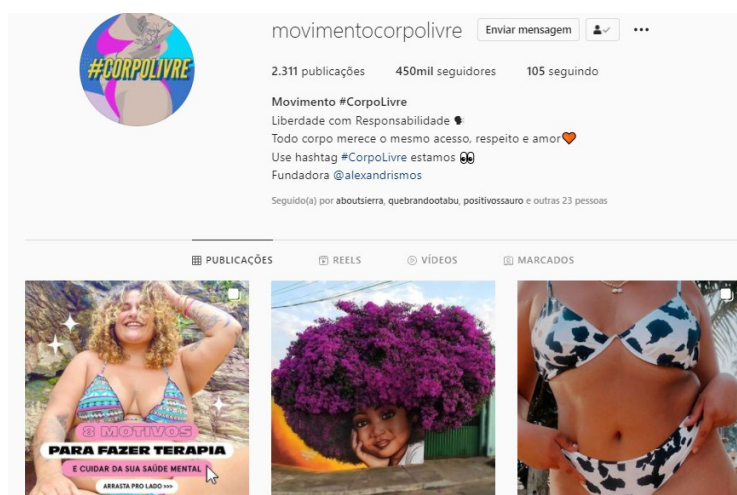 #CORPOLIVRE
movimentocorpolivre Enviar mensagem
2.311 publicações 450mil seguidores 105 seguindo
Movimento #CorpoLivre
Liberdade com Responsabilidade 🗣
Todo corpo merece o mesmo acesso, respeito e amor🧡
Use hashtag #CorpoLivre estamos 👀
Fundadora @alexandrismos
Seguido(a) por aboutsierra, quebrandootabu, positivossauro e outras 23 pessoas
PUBLICAÇÕES REELS VÍDEOS MARCADOS
8 MOTIVOS
PARA FAZER TERAPIA
E CUIDAR DA SUA SAÚDE MENTAL
ARRASTA PRO LADO >>>